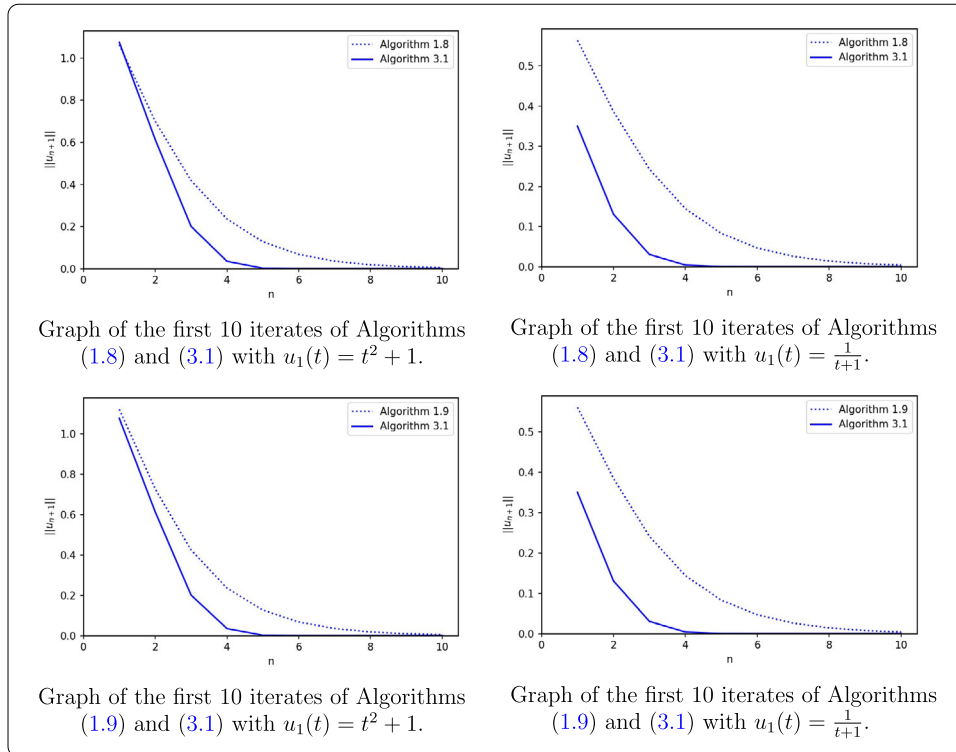 Algorithm 1.8
Algorithm 3.1
||u_{n+1}||
1.0
0.8
0.6
0.4
0.2
0.0
0 2 4 6 8 10
n
Graph of the first 10 iterates of Algorithms
(1.8) and (3.1) with u₁(t) = t² + 1.
Algorithm 1.8
Algorithm 3.1
||u_{n+1}||
0.5
0.4
0.3
0.2
0.1
0.0
0 2 4 6 8 10
n
Graph of the first 10 iterates of Algorithms
(1.8) and (3.1) with u₁(t) = 1/(t+1).
Algorithm 1.9
Algorithm 3.1
||u_{n+1}||
1.0
0.8
0.6
0.4
0.2
0.0
0 2 4 6 8 10
n
Graph of the first 10 iterates of Algorithms
(1.9) and (3.1) with u₁(t) = t² + 1.
Algorithm 1.9
Algorithm 3.1
||u_{n+1}||
0.5
0.4
0.3
0.2
0.1
0.0
0 2 4 6 8 10
n
Graph of the first 10 iterates of Algorithms
(1.9) and (3.1) with u₁(t) = 1/(t+1).